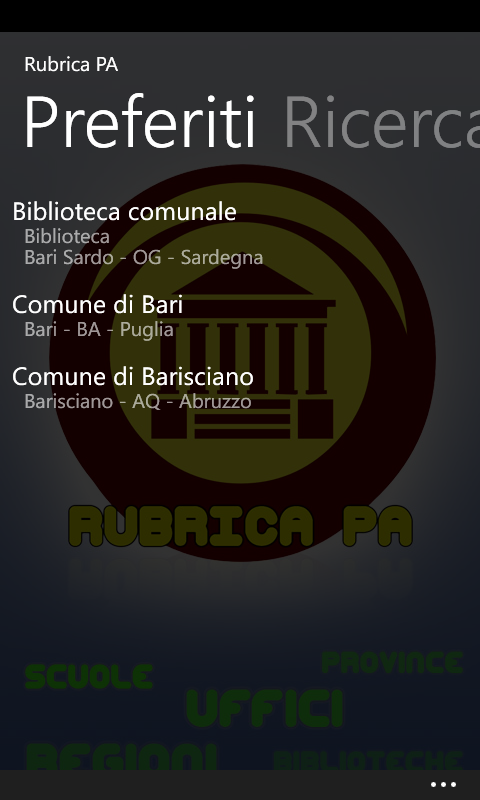 Rubrica PA
Preferiti Ricerca
Biblioteca comunale
Biblioteca
Bari Sardo - OG - Sardegna
Comune di Bari
Bari - BA - Puglia
Comune di Barisciano
Barisciano - AQ - Abruzzo
RUBRICA PA
PROVINCE
SCUOLE
UFFICI
REGIONI BIBLIOTECHE